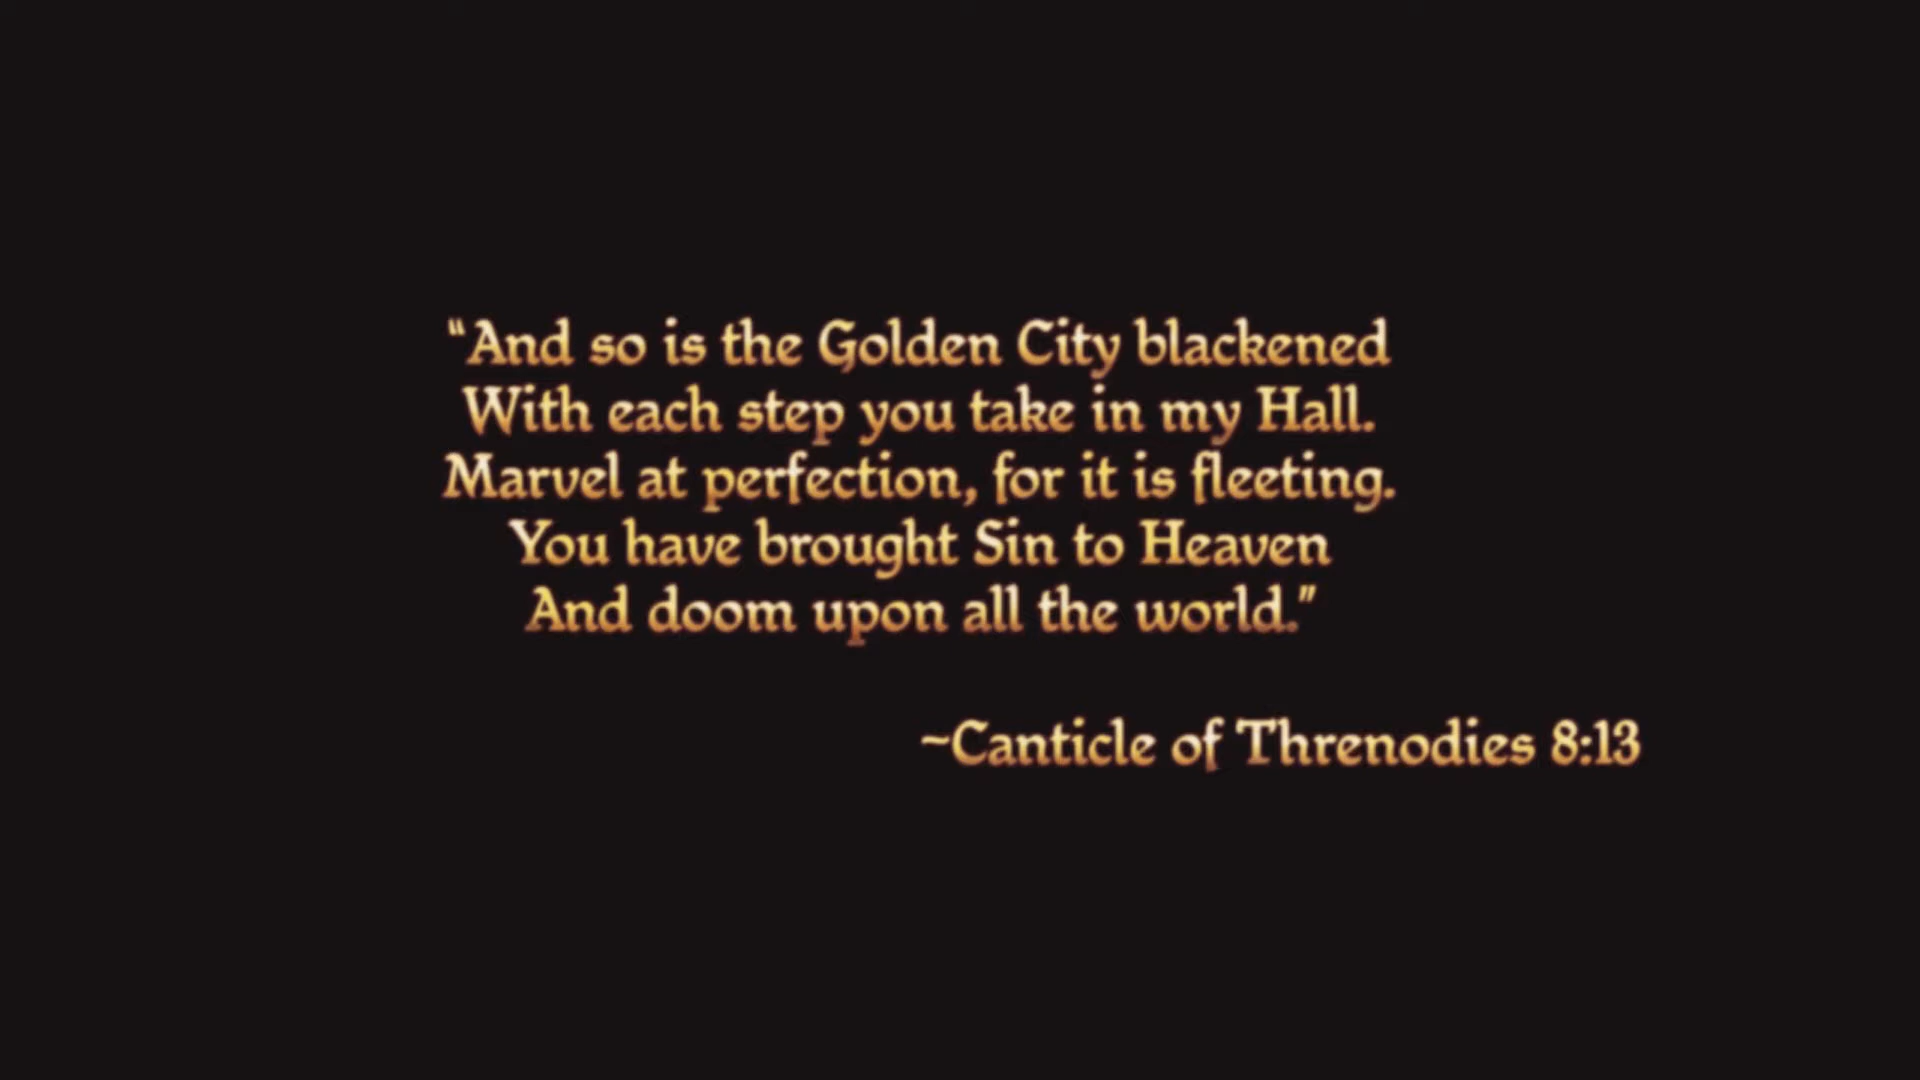 “And so is the Golden City blackened
With each step you take in my Hall.
Marvel at perfection, for it is fleeting.
You have brought Sin to Heaven
And doom upon all the world.”
~Canticle of Threnodies 8:13